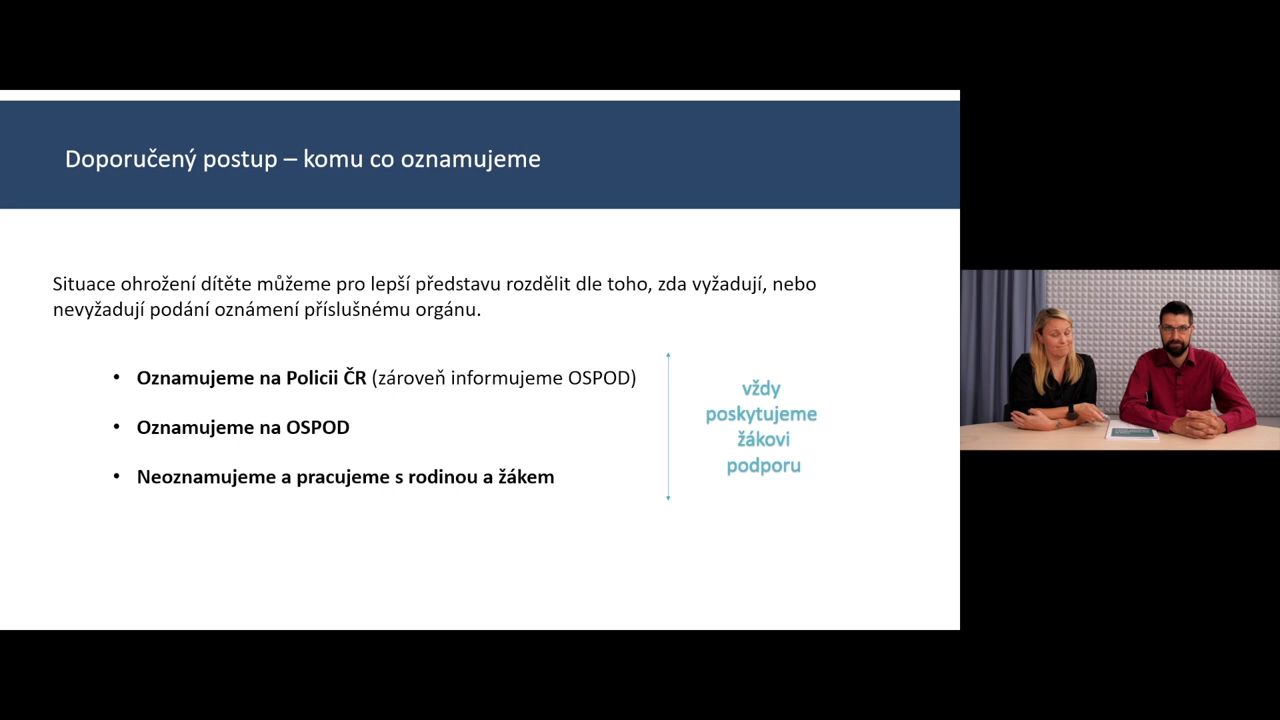 Doporučený postup – komu co oznamujeme
Situace ohrožení dítěte můžeme pro lepší představu rozdělit dle toho, zda vyžadují, nebo
nevyžadují podání oznámení příslušnému orgánu.
• Oznamujeme na Policii ČR (zároveň informujeme OSPOD)
• Oznamujeme na OSPOD
• Neoznamujeme a pracujeme s rodinou a žákem
vždy
poskytujeme
žákovi
podporu